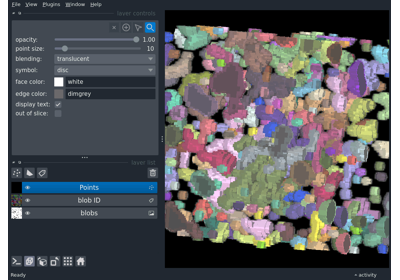 File View Plugins Window Help
layer controls
opacity: 1.00
point size: 10
blending: translucent
symbol: disc
face color: white
edge color: dimgrey
display text:
out of slice:
layer list
Points
blob ID
blobs
Ready
activity